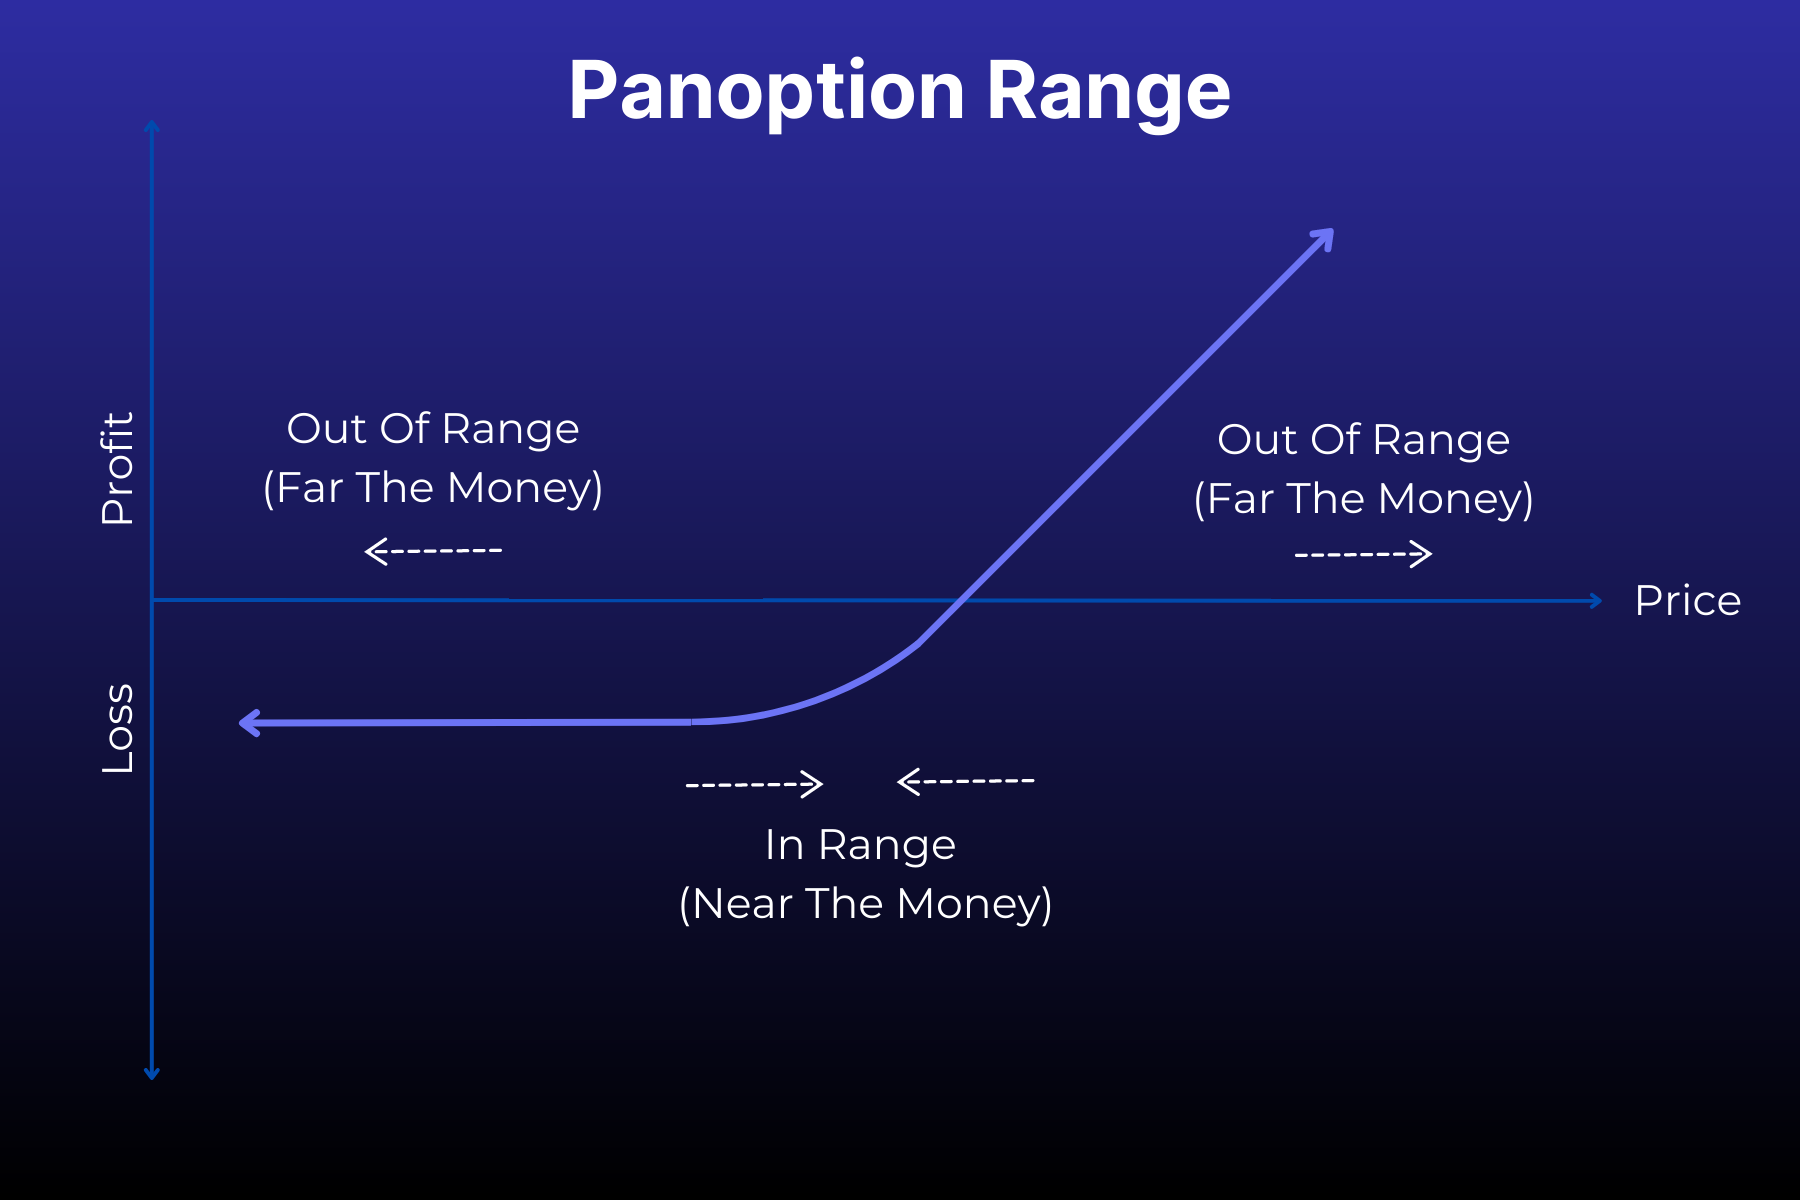 Panoption Range
Profit
Out Of Range
(Far The Money)
Out Of Range
(Far The Money)
Price
Loss
In Range
(Near The Money)